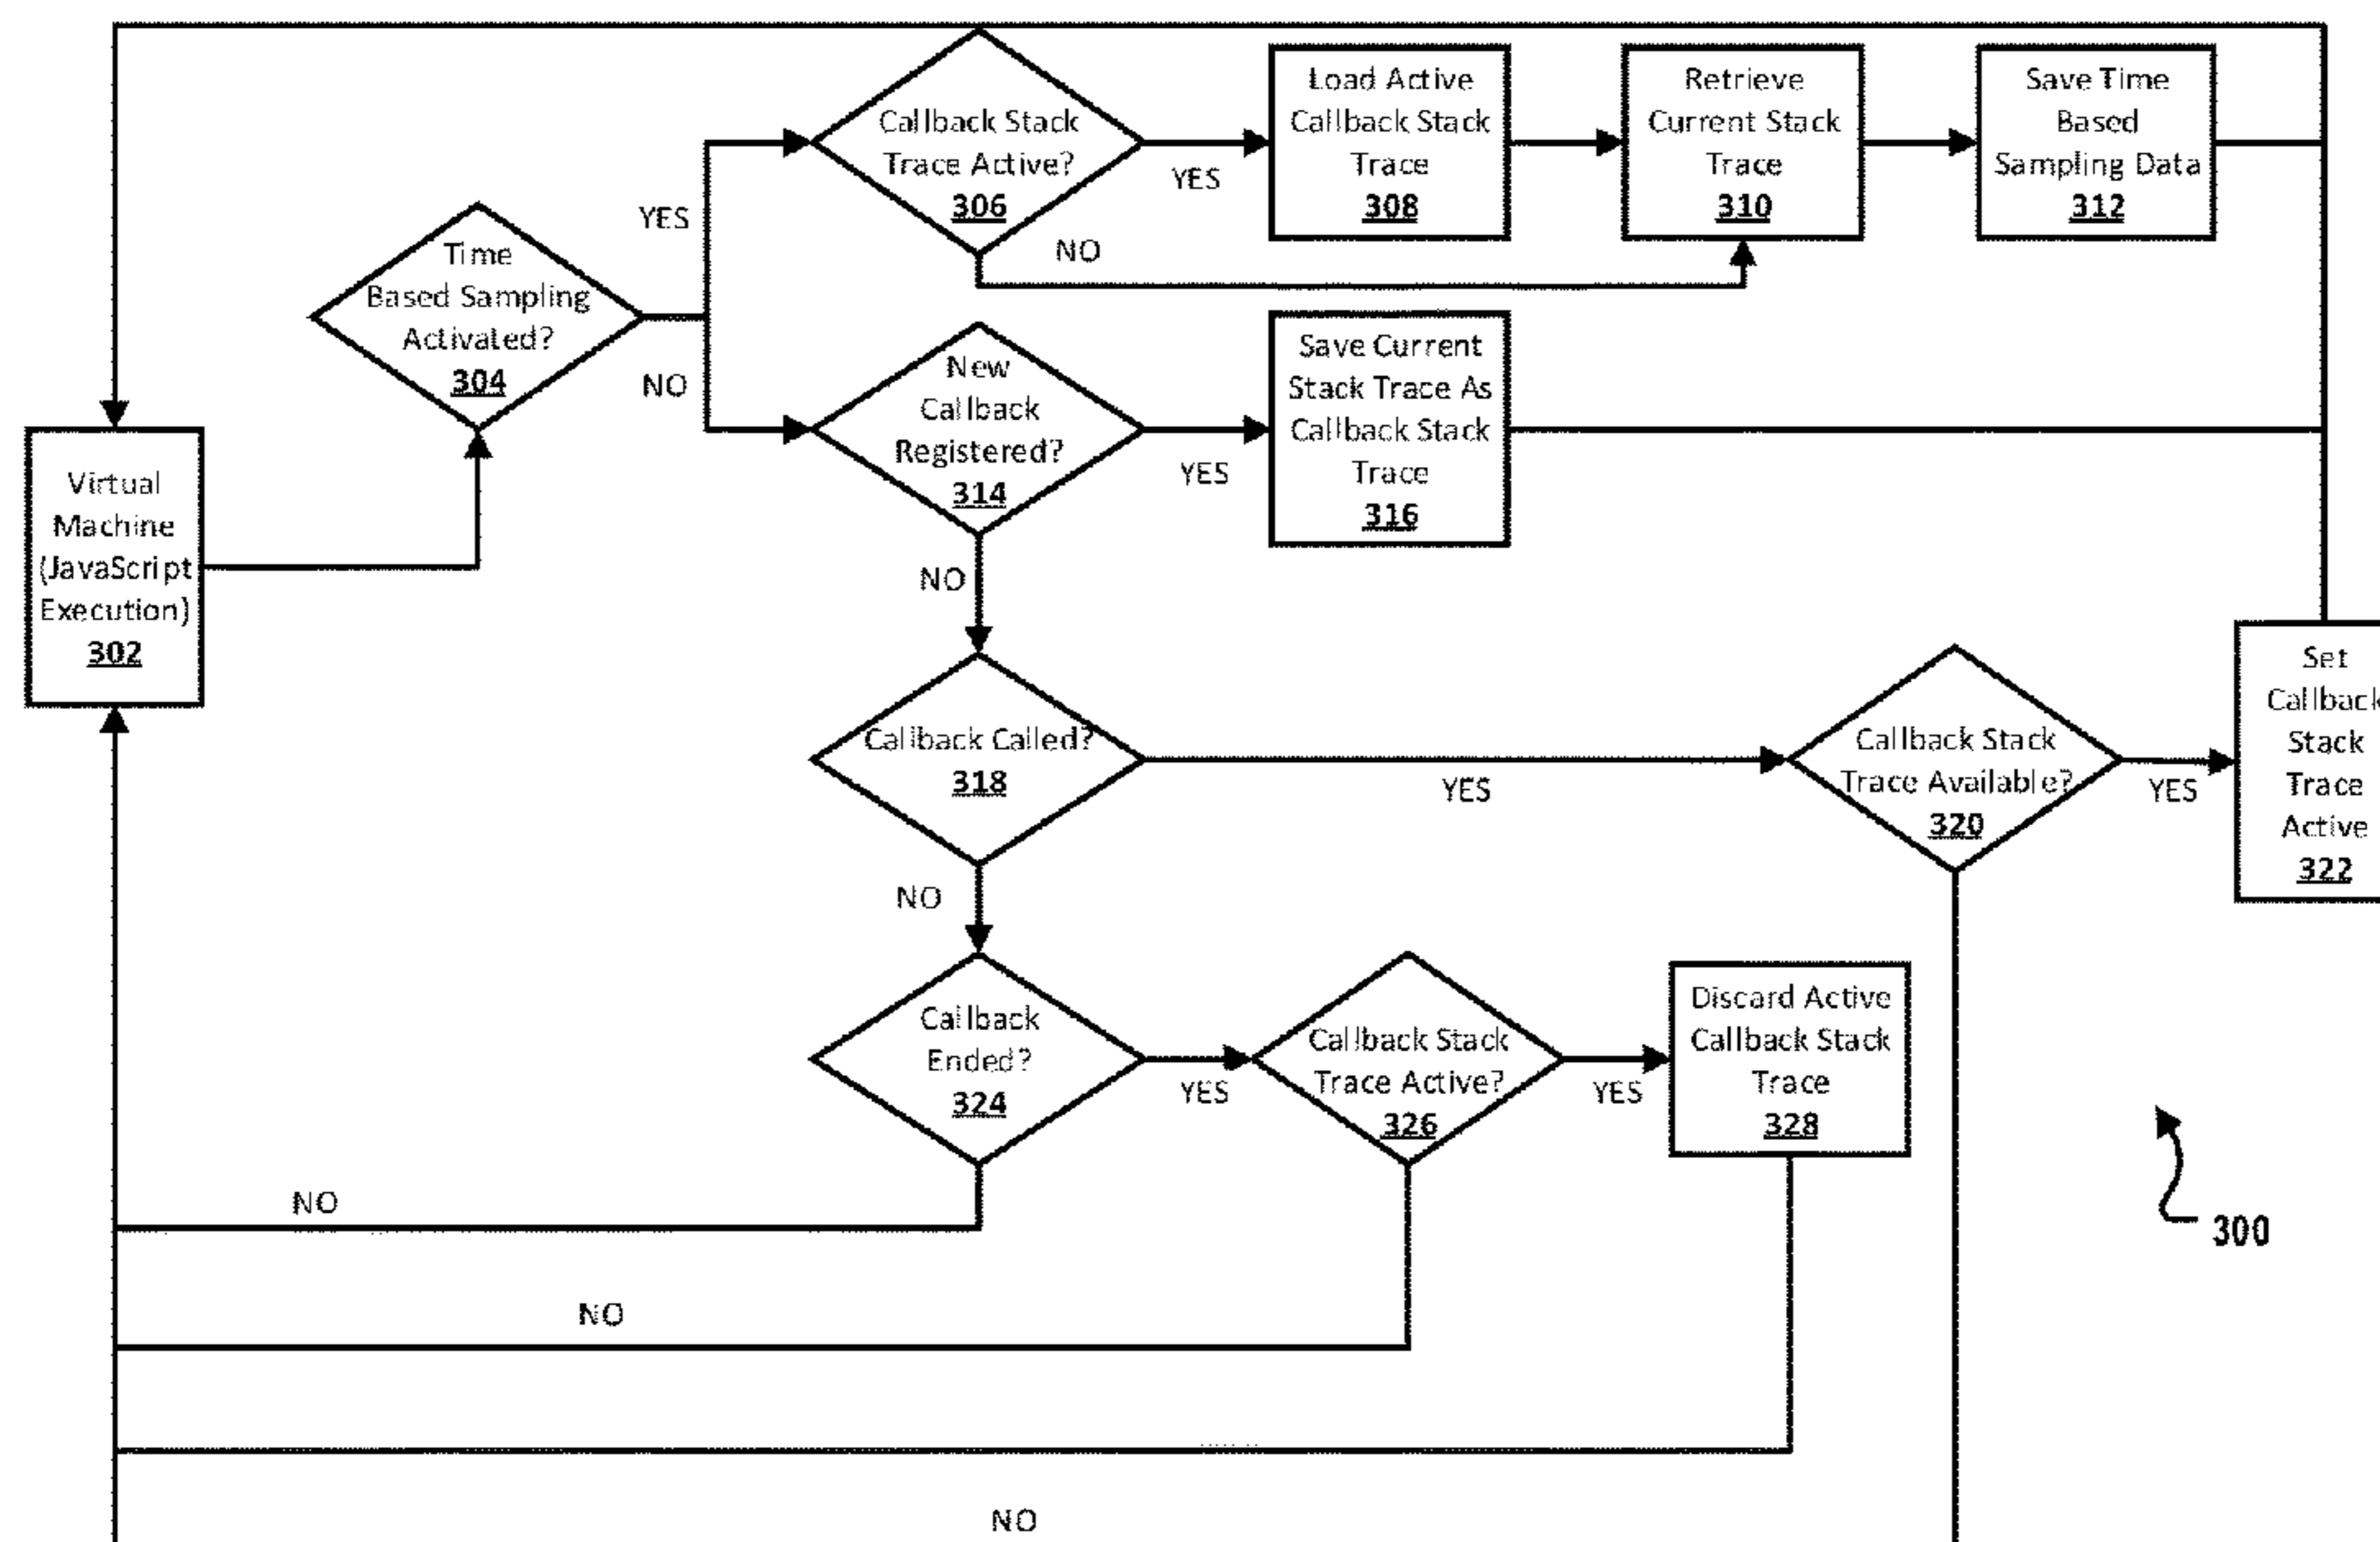 Callback Stack
Trace Active?
306
YES
NO
Load Active
Callback Stack
Trace
308
Retrieve
Current Stack
Trace
310
Save Time
Based
Sampling Data
312
Time
Based Sampling
Activated?
304
YES
NO
New
Callback
Registered?
314
YES
NO
Save Current
Stack Trace As
Callback Stack
Trace
316
Virtual
Machine
(JavaScript
Execution)
302
Callback Called?
318
YES
NO
Callback Stack
Trace Available?
320
YES
Set
Callback
Stack
Trace
Active
322
Callback
Ended?
324
YES
Callback Stack
Trace Active?
326
YES
Discard Active
Callback Stack
Trace
328
NO
300
NO
NO